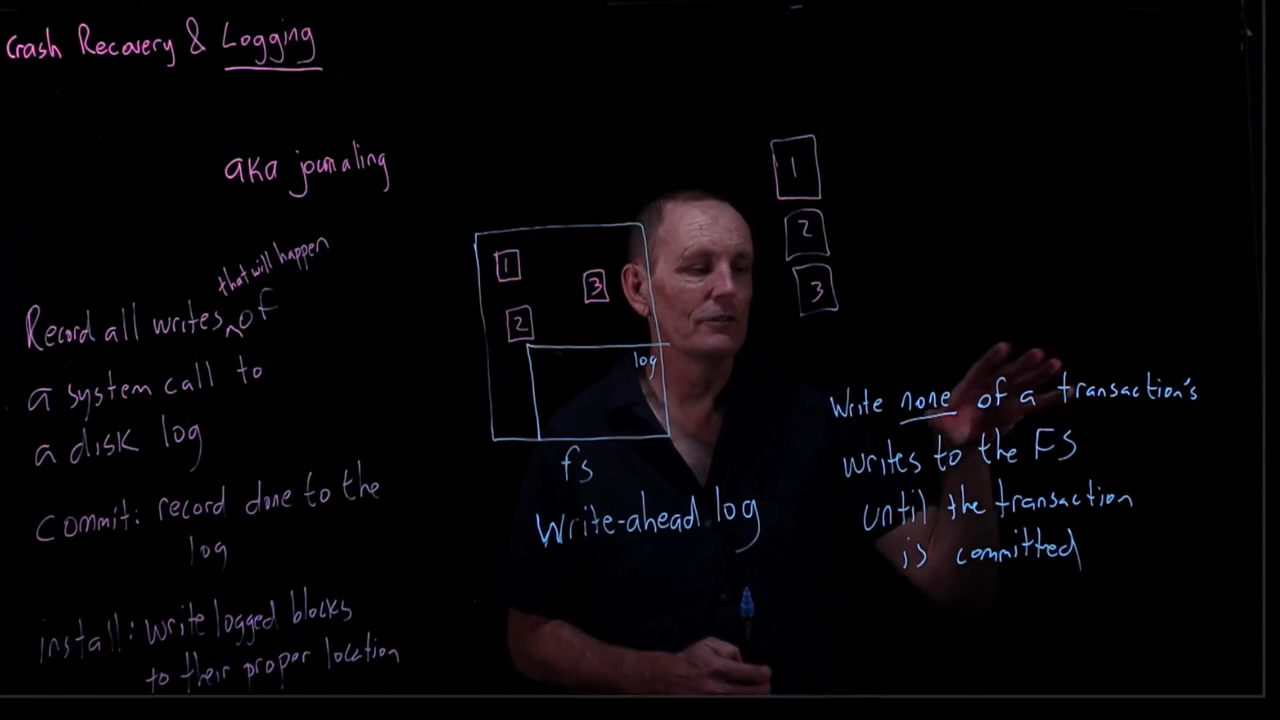 Crash Recovery & Logging
aka journaling
that will happen
Record all writes ^ of
a system call to
a disk log
Commit: record done to the
log
install: write logged blocks
to their proper location
1
3
2
log
fs
Write-ahead log
1
2
3
Write none of a transaction's
writes to the FS
until the transaction
is committed